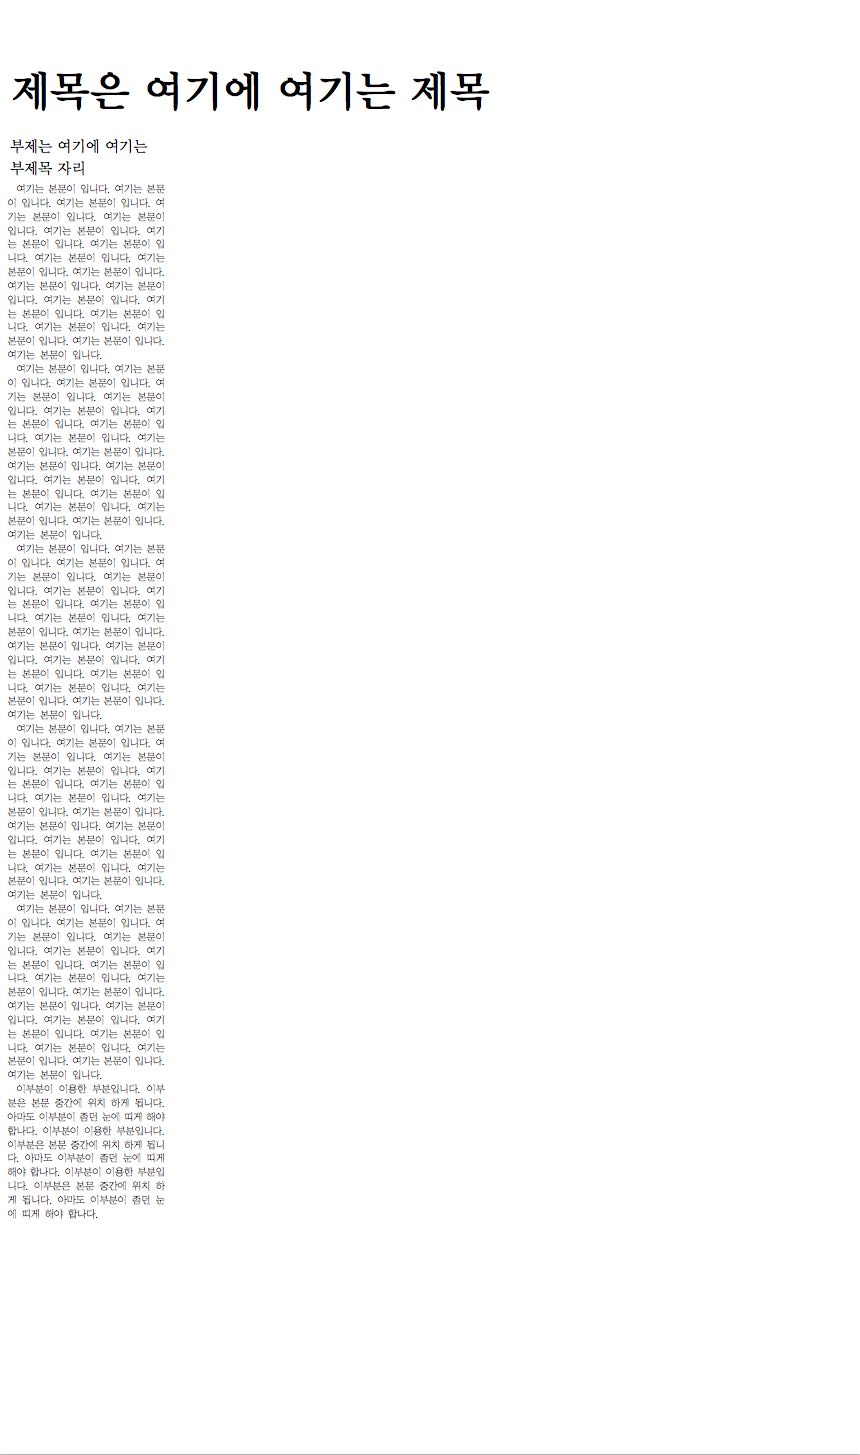 제목은 여기에 여기는 제목
부제는 여기에 여기는
부제목 자리
여기는 본문이 입니다. 여기는 본문
이 입니다. 여기는 본문이 입니다. 여
기는 본문이 입니다. 여기는 본문이
입니다. 여기는 본문이 입니다. 여기
는 본문이 입니다. 여기는 본문이 입
니다. 여기는 본문이 입니다. 여기는
본문이 입니다. 여기는 본문이 입니다.
여기는 본문이 입니다. 여기는 본문이
입니다. 여기는 본문이 입니다. 여기
는 본문이 입니다. 여기는 본문이 입
니다. 여기는 본문이 입니다. 여기는
본문이 입니다. 여기는 본문이 입니다.
여기는 본문이 입니다.
여기는 본문이 입니다. 여기는 본문
이 입니다. 여기는 본문이 입니다. 여
기는 본문이 입니다. 여기는 본문이
입니다. 여기는 본문이 입니다. 여기
는 본문이 입니다. 여기는 본문이 입
니다. 여기는 본문이 입니다. 여기는
본문이 입니다. 여기는 본문이 입니다.
여기는 본문이 입니다. 여기는 본문이
입니다. 여기는 본문이 입니다. 여기
는 본문이 입니다. 여기는 본문이 입
니다. 여기는 본문이 입니다. 여기는
본문이 입니다. 여기는 본문이 입니다.
여기는 본문이 입니다.
여기는 본문이 입니다. 여기는 본문
이 입니다. 여기는 본문이 입니다. 여
기는 본문이 입니다. 여기는 본문이
입니다. 여기는 본문이 입니다. 여기
는 본문이 입니다. 여기는 본문이 입
니다. 여기는 본문이 입니다. 여기는
본문이 입니다. 여기는 본문이 입니다.
여기는 본문이 입니다. 여기는 본문이
입니다. 여기는 본문이 입니다. 여기
는 본문이 입니다. 여기는 본문이 입
니다. 여기는 본문이 입니다. 여기는
본문이 입니다. 여기는 본문이 입니다.
여기는 본문이 입니다.
여기는 본문이 입니다. 여기는 본문
이 입니다. 여기는 본문이 입니다. 여
기는 본문이 입니다. 여기는 본문이
입니다. 여기는 본문이 입니다. 여기
는 본문이 입니다. 여기는 본문이 입
니다. 여기는 본문이 입니다. 여기는
본문이 입니다. 여기는 본문이 입니다.
여기는 본문이 입니다. 여기는 본문이
입니다. 여기는 본문이 입니다. 여기
는 본문이 입니다. 여기는 본문이 입
니다. 여기는 본문이 입니다. 여기는
본문이 입니다. 여기는 본문이 입니다.
여기는 본문이 입니다.
여기는 본문이 입니다. 여기는 본문
이 입니다. 여기는 본문이 입니다. 여
기는 본문이 입니다. 여기는 본문이
입니다. 여기는 본문이 입니다. 여기
는 본문이 입니다. 여기는 본문이 입
니다. 여기는 본문이 입니다. 여기는
본문이 입니다. 여기는 본문이 입니다.
여기는 본문이 입니다. 여기는 본문이
입니다. 여기는 본문이 입니다. 여기
는 본문이 입니다. 여기는 본문이 입
니다. 여기는 본문이 입니다. 여기는
본문이 입니다. 여기는 본문이 입니다.
여기는 본문이 입니다.
이부분이 이용한 부분입니다. 이부
분은 본문 중간에 위치 하게 됩니다.
아마도 이부분이 좀던 눈에 띠게 해야
합나다. 이부분이 이용한 부분입니다.
이부분은 본문 중간에 위치 하게 됩니
다. 아마도 이부분이 좀던 눈에 띠게
해야 합나다. 이부분이 이용한 부분입
니다. 이부분은 본문 중간에 위치 하
게 됩니다. 아마도 이부분이 좀던 눈
에 띠게 해야 합나다.